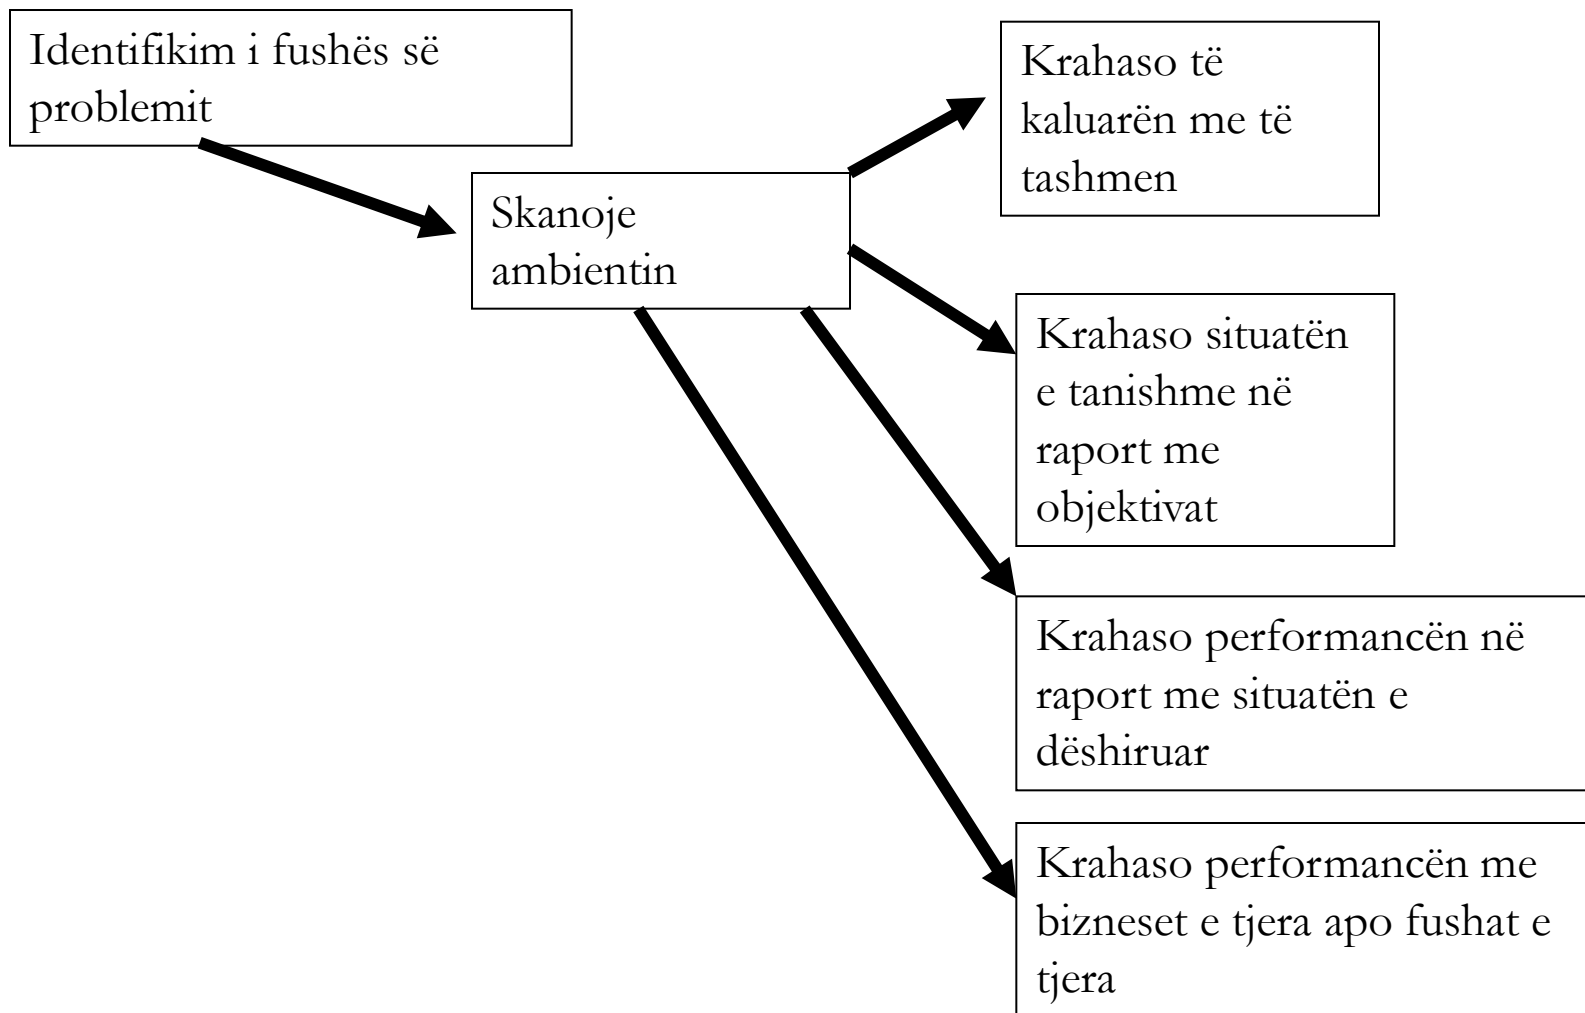 Identifikim i fushës së
problemit
Skanoje
ambientin
Krahaso të
kaluarën me të
tashmen
Krahaso situatën
e tanishme në
raport me
objektivat
Krahaso performancën në
raport me situatën e
dëshiruar
Krahaso performancën me
bizneset e tjera apo fushat e
tjera